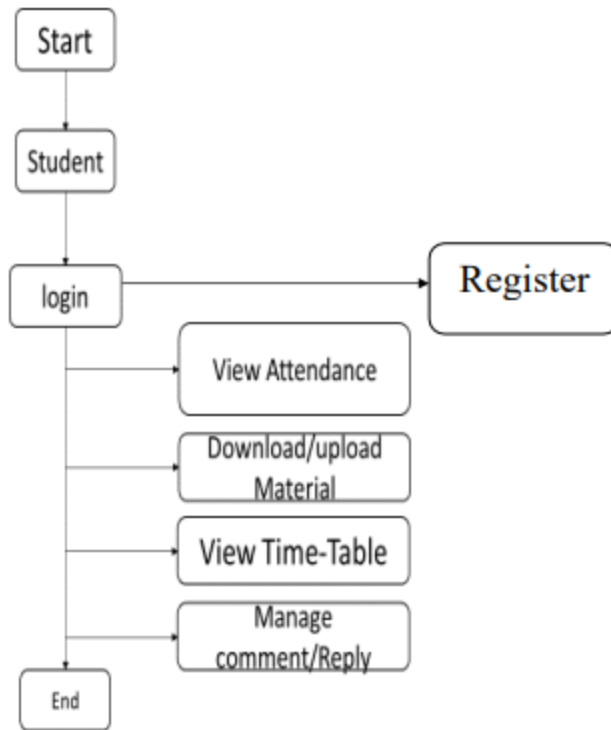 Start
Student
login
Register
View Attendance
Download/upload
Material
View Time-Table
Manage
comment/Reply
End